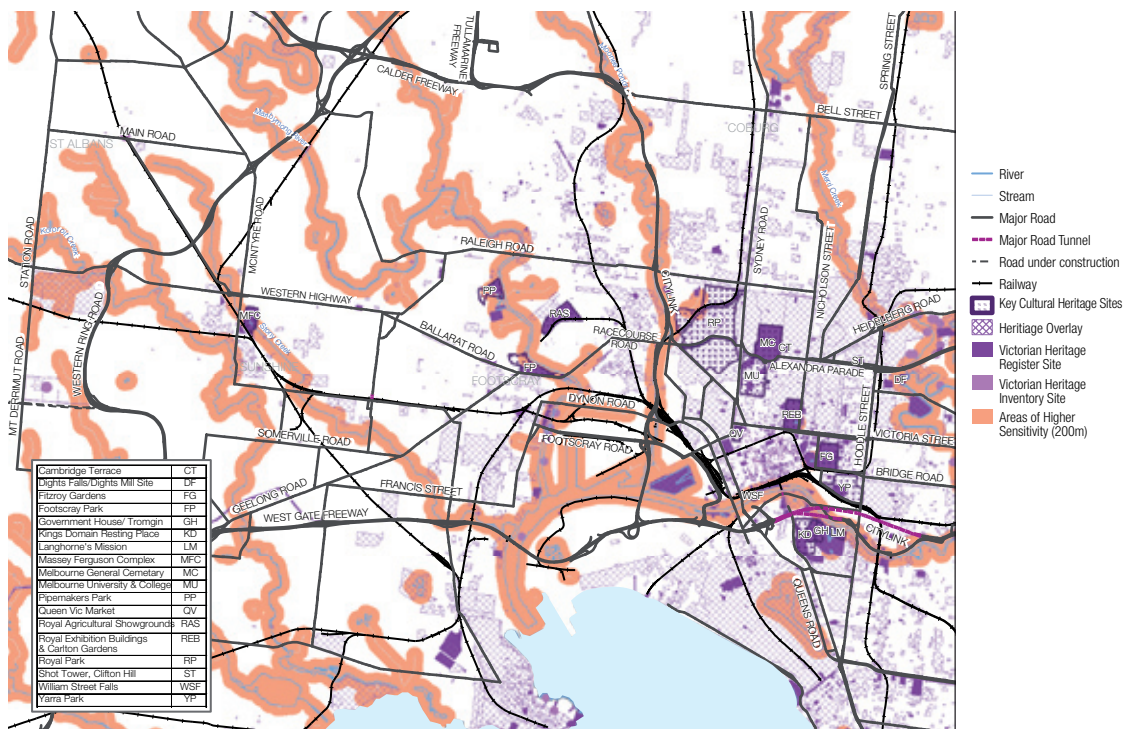 TULLAMARINE
FREEWAY
SPRING STREET
CALDER FREEWAY
BELL STREET
COBURG
MAIN ROAD
ST ALBANS
Merri Creek
MCINTYRE ROAD
STATION ROAD
SYDNEY ROAD
NICHOLSON STREET
RALEIGH ROAD
CITYLINK
WESTERN HIGHWAY
PP
RAS
MFC
RP
HEIDELBERG ROAD
WESTERN RING ROAD
BALLARAT ROAD
RACECOURSE
ROAD
MC
CT
ST
Stony Creek
FP
FOOTSCRAY
MU
ALEXANDRA PARADE
DF
MT DERRIMUT ROAD
DYNON ROAD
REB
HODDLE STREET
QV
VICTORIA STREE
SOMERVILLE ROAD
FOOTSCRAY ROAD
FG
BRIDGE ROAD
YP
FRANCIS STREET
GEELONG ROAD
WSF
WEST GATE FREEWAY
KD
GH
LM
CITYLINK
QUEENS ROAD
Cambridge Terrace CT
Dights Falls/Dights Mill Site DF
Fitzroy Gardens FG
Footscray Park FP
Government House/ Tromgin GH
Kings Domain Resting Place KD
Langhorne's Mission LM
Massey Ferguson Complex MFC
Melbourne General Cemetary MC
Melbourne University & College MU
Pipemakers Park PP
Queen Vic Market QV
Royal Agricultural Showgrounds RAS
Royal Exhibition Buildings REB
& Carlton Gardens
Royal Park RP
Shot Tower, Clifton Hill ST
William Street Falls WSF
Yarra Park YP
River
Stream
Major Road
Major Road Tunnel
Road under construction
Railway
Key Cultural Heritage Sites
Heritiage Overlay
Victorian Heritage
Register Site
Victorian Heritage
Inventory Site
Areas of Higher
Sensitivity (200m)